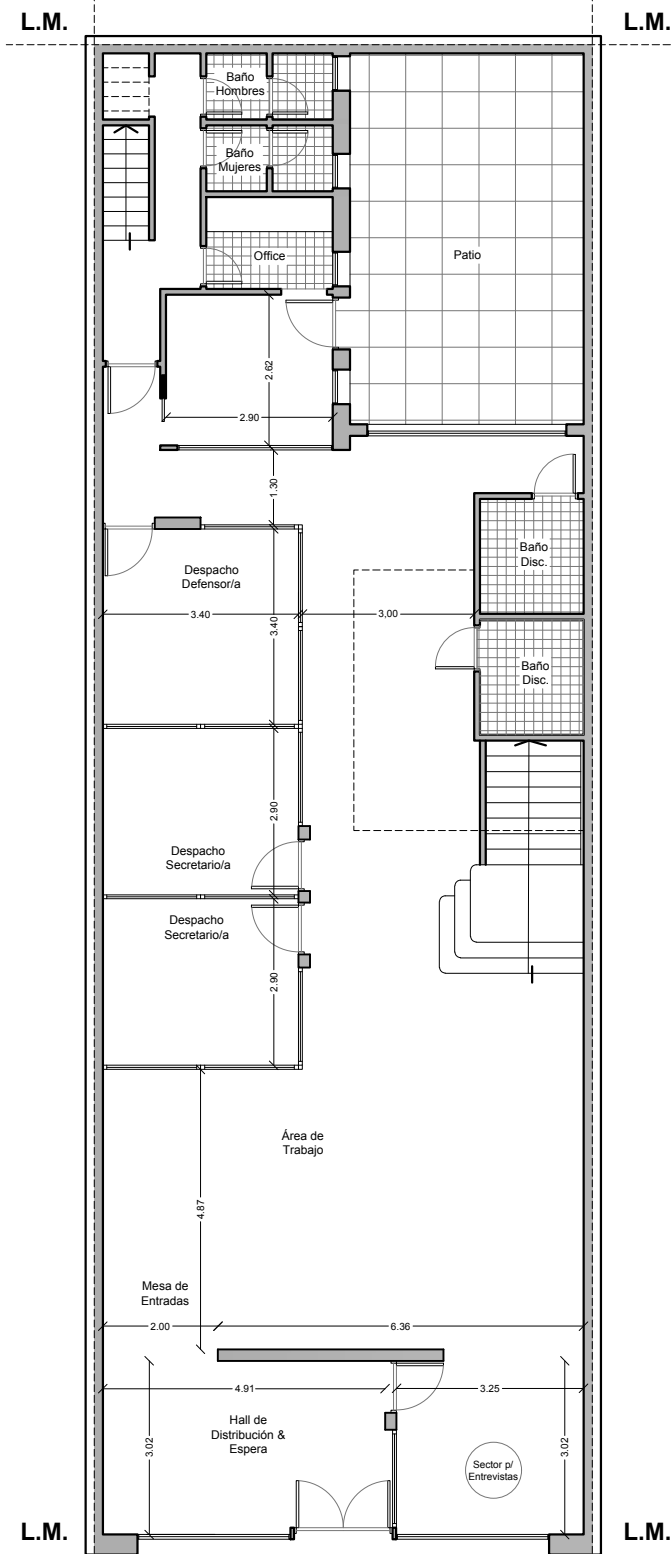 L.M.
L.M.
Baño
Hombres
Baño
Mujeres
Office
Patio
2.62
2.90
1.30
Despacho
Defensor/a
Baño
Disc.
3.40
3.40
3,00
Baño
Disc.
2.90
Despacho
Secretario/a
Despacho
Secretario/a
2.90
Área de
Trabajo
4.87
Mesa de
Entradas
2.00
6.36
4.91
3.25
Hall de
Distribución &
Espera
3.02
3.02
Sector p/
Entrevistas
L.M.
L.M.